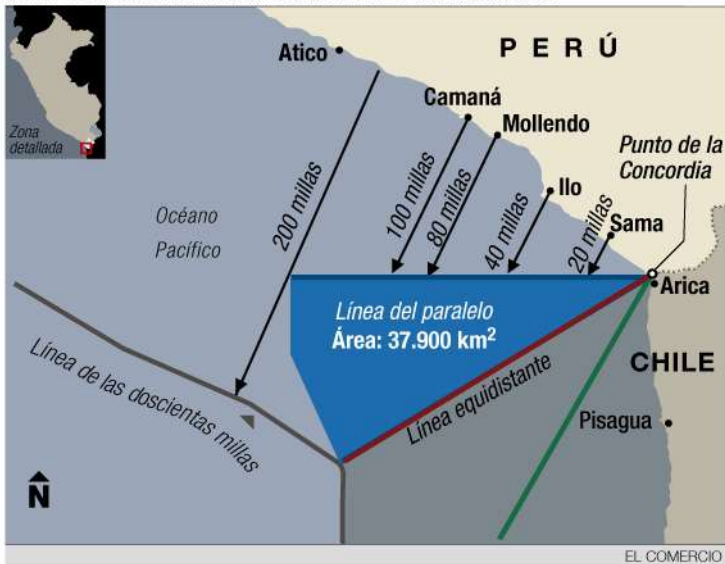 Zona
detallada
PERÚ
Atico
Camaná
Mollendo
Punto de la
Concordia
Ilo
Sama
200 millas
100 millas
80 millas
40 millas
20 millas
Océano
Pacífico
Arica
Línea del paralelo
Área: 37.900 km²
CHILE
Línea equidistante
Línea de las doscientas millas
Pisagua
N
EL COMERCIO